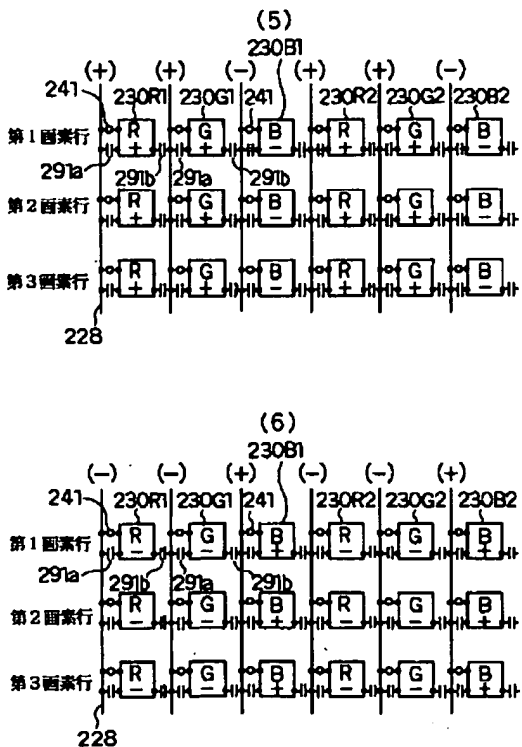 (5)
230B1
(+) (+) (-) (+) (+) (-)
241 230R1 230G1 241 230R2 230G2 230B2
第1画素行 R + G + B - R + G + B -
291a 291b 291a 291b
第2画素行 R + G + B - R + G + B -
第3画素行 R + G + B - R + G + B -
228
(6)
230B1
(-) (-) (+) (-) (-) (+)
241 230R1 230G1 241 230R2 230G2 230B2
第1画素行 R - G - B + R - G - B +
291a 291b 291a 291b
第2画素行 R - G - B + R - G - B +
第3画素行 R - G - B + R - G - B +
228